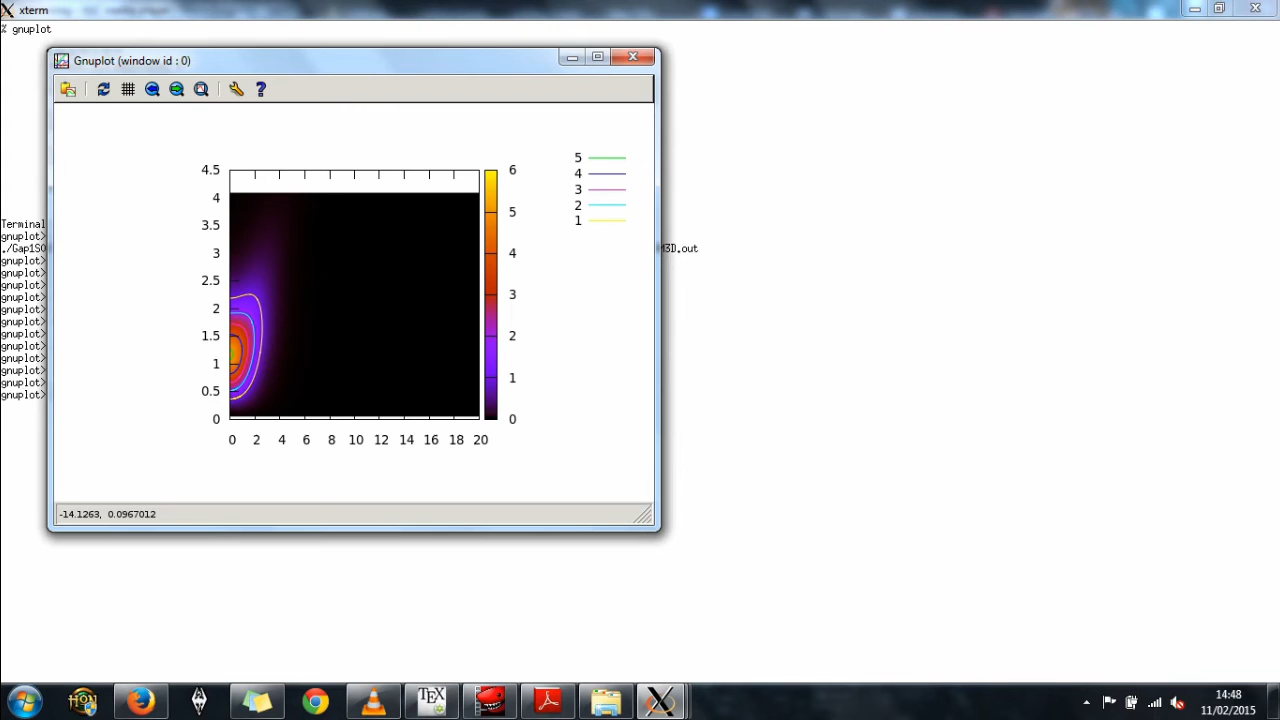 xterm
% gnuplot
Gnuplot (window id : 0)
5
4
3
2
1
4.5
4
3.5
3
2.5
2
1.5
1
0.5
0
6
5
4
3
2
1
0
0 2 4 6 8 10 12 14 16 18 20
Terminal
gnuplot>
./Gap1SO
M3D.out
gnuplot>
gnuplot>
gnuplot>
gnuplot>
gnuplot>
gnuplot>
gnuplot>
gnuplot>
gnuplot>
gnuplot>
gnuplot>
gnuplot>
-14.1263, 0.0967012
HON
TEX
14:48
11/02/2015